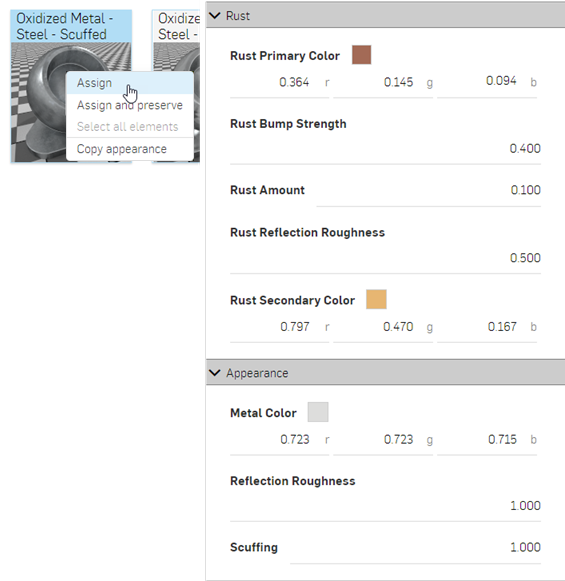 Oxidized Metal -
Steel - Scuffed
Oxidized
Steel - S
Assign
Assign and preserve
Select all elements
Copy appearance
Rust
Rust Primary Color
0.364 r 0.145 g 0.094 b
Rust Bump Strength
0.400
Rust Amount 0.100
Rust Reflection Roughness
0.500
Rust Secondary Color
0.797 r 0.470 g 0.167 b
Appearance
Metal Color
0.723 r 0.723 g 0.715 b
Reflection Roughness
1.000
Scuffing 1.000